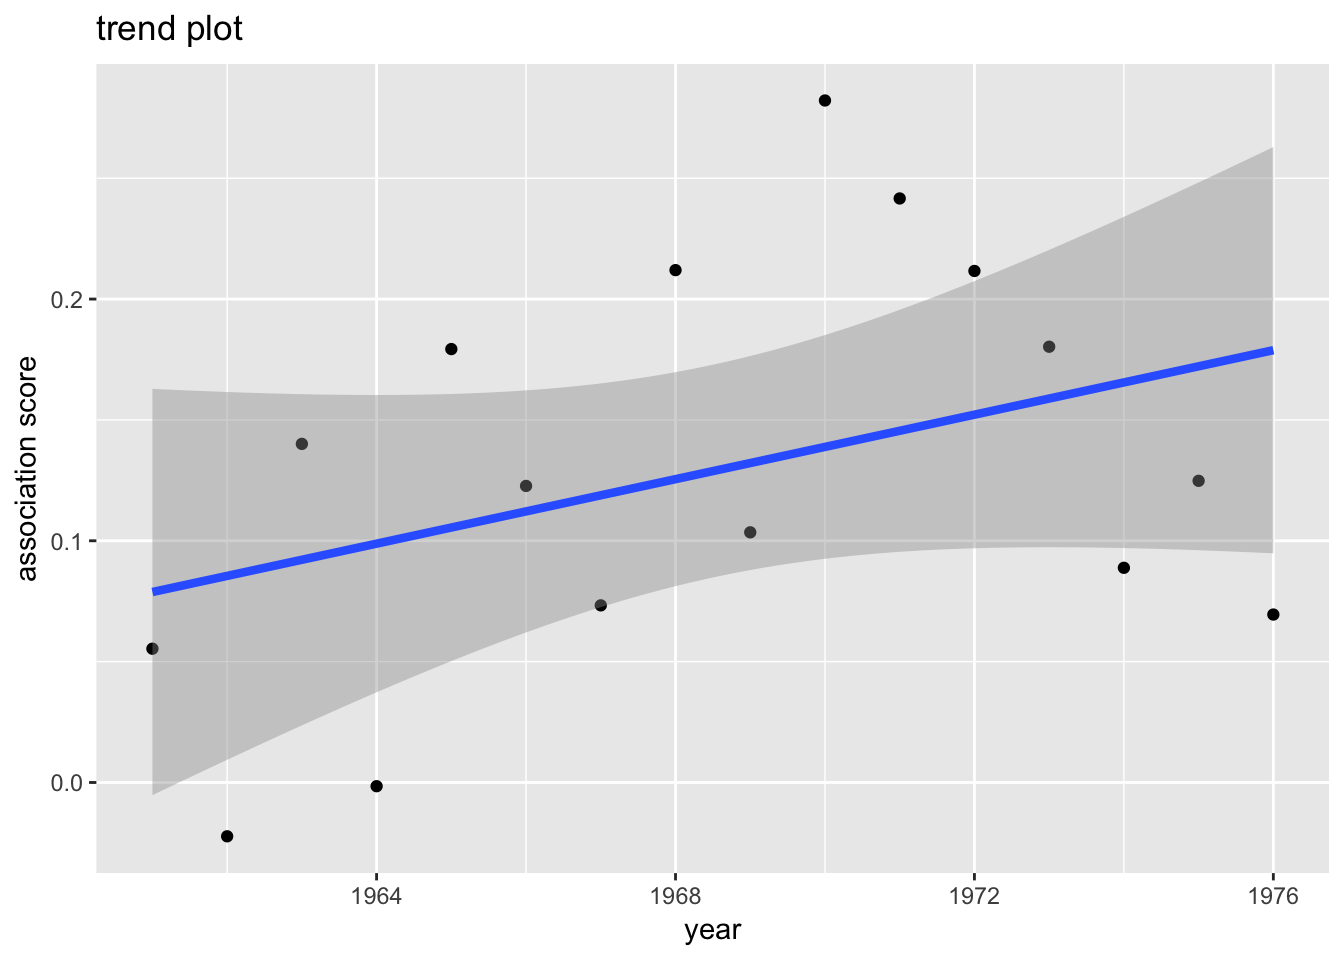 trend plot
association score
0.2
0.1
0.0
1964 1968 1972 1976
year